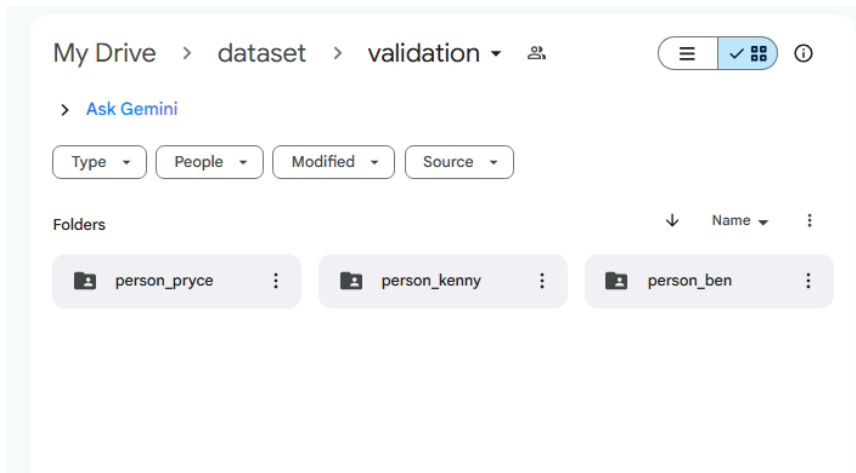 My Drive > dataset > validation
> Ask Gemini
Type People Modified Source
Folders Name
person_pryce person_kenny person_ben